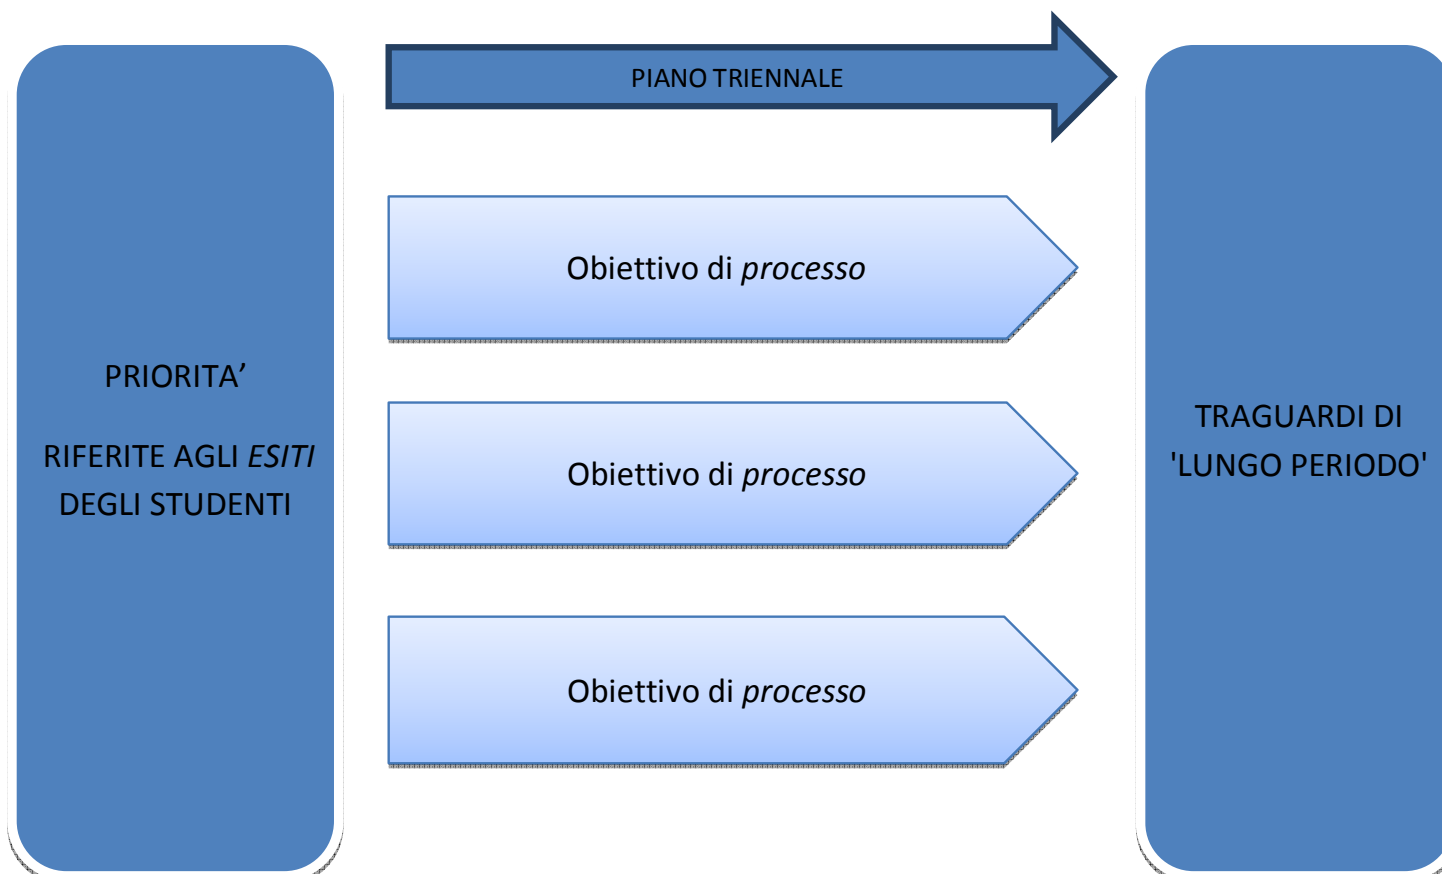 PIANO TRIENNALE
PRIORITA’
RIFERITE AGLI ESITI
DEGLI STUDENTI
Obiettivo di processo
Obiettivo di processo
Obiettivo di processo
TRAGUARDI DI
'LUNGO PERIODO'